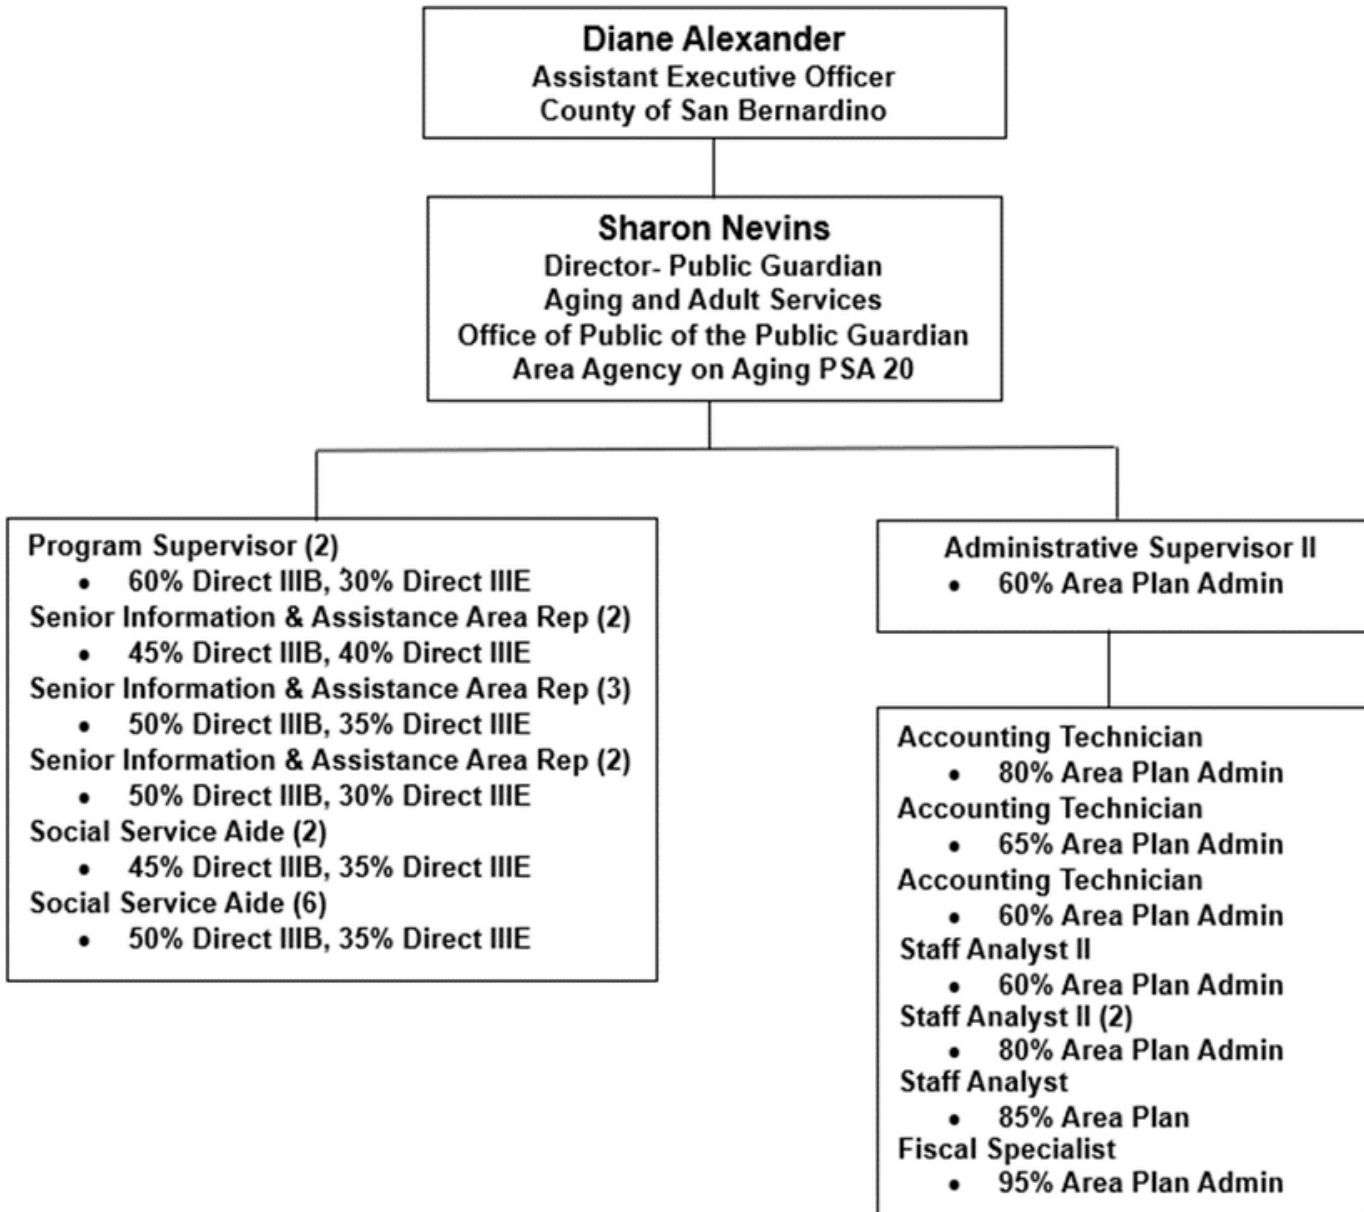 Diane Alexander
Assistant Executive Officer
County of San Bernardino
Sharon Nevins
Director- Public Guardian
Aging and Adult Services
Office of Public of the Public Guardian
Area Agency on Aging PSA 20
Program Supervisor (2)
• 60% Direct IIIB, 30% Direct IIIE
Senior Information & Assistance Area Rep (2)
• 45% Direct IIIB, 40% Direct IIIE
Senior Information & Assistance Area Rep (3)
• 50% Direct IIIB, 35% Direct IIIE
Senior Information & Assistance Area Rep (2)
• 50% Direct IIIB, 30% Direct IIIE
Social Service Aide (2)
• 45% Direct IIIB, 35% Direct IIIE
Social Service Aide (6)
• 50% Direct IIIB, 35% Direct IIIE
Administrative Supervisor II
• 60% Area Plan Admin
Accounting Technician
• 80% Area Plan Admin
Accounting Technician
• 65% Area Plan Admin
Accounting Technician
• 60% Area Plan Admin
Staff Analyst II
• 60% Area Plan Admin
Staff Analyst II (2)
• 80% Area Plan Admin
Staff Analyst
• 85% Area Plan
Fiscal Specialist
• 95% Area Plan Admin